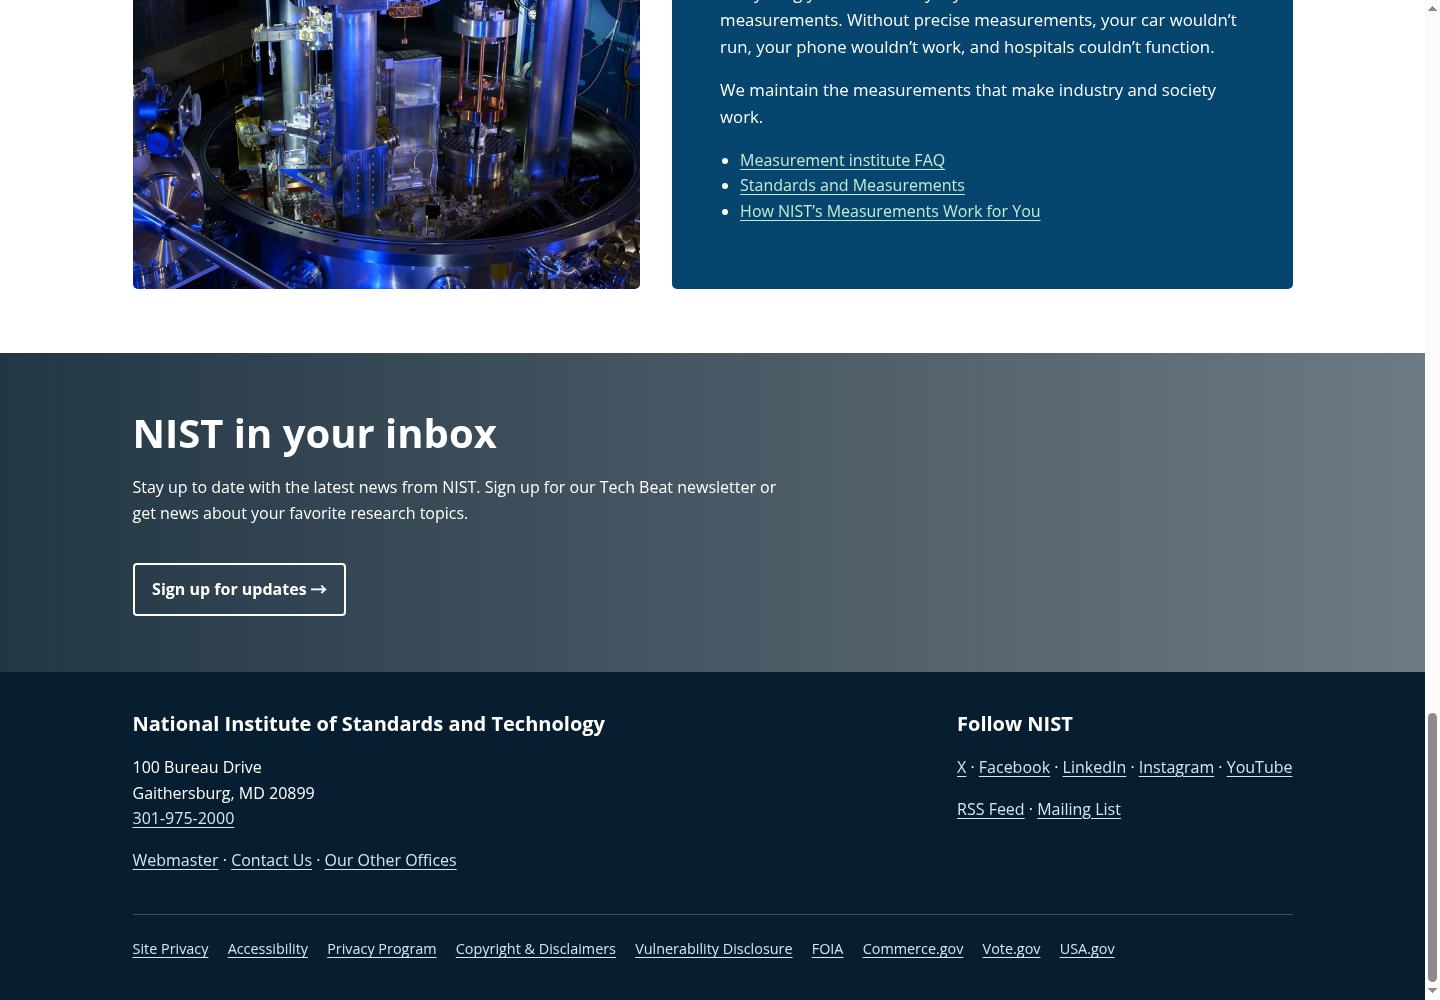 measurements. Without precise measurements, your car wouldn’t
run, your phone wouldn’t work, and hospitals couldn’t function.
We maintain the measurements that make industry and society
work.
Measurement institute FAQ
Standards and Measurements
How NIST’s Measurements Work for You
NIST in your inbox
Stay up to date with the latest news from NIST. Sign up for our Tech Beat newsletter or
get news about your favorite research topics.
Sign up for updates →
National Institute of Standards and Technology
100 Bureau Drive
Gaithersburg, MD 20899
301-975-2000
Webmaster · Contact Us · Our Other Offices
Follow NIST
X · Facebook · LinkedIn · Instagram · YouTube
RSS Feed · Mailing List
Site Privacy Accessibility Privacy Program Copyright & Disclaimers Vulnerability Disclosure FOIA Commerce.gov Vote.gov USA.gov